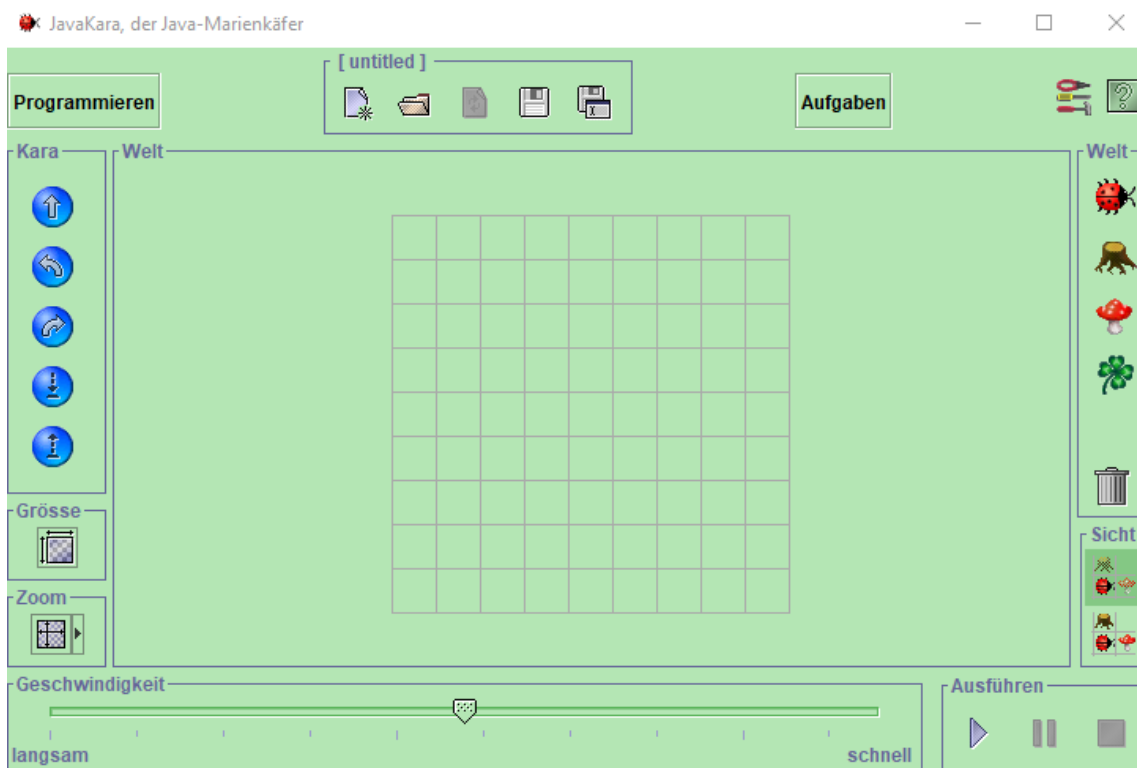 JavaKara, der Java-Marienkäfer
[ untitled ]
Programmieren
Aufgaben
Kara
Welt
Welt
Grösse
Sicht
Zoom
Geschwindigkeit
Ausführen
langsam
schnell